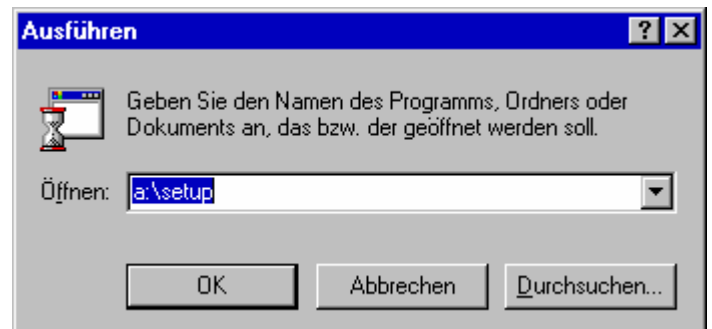 Ausführen
Geben Sie den Namen des Programms, Ordners oder
Dokuments an, das bzw. der geöffnet werden soll.
Öffnen: a:\setup
OK Abbrechen Durchsuchen...